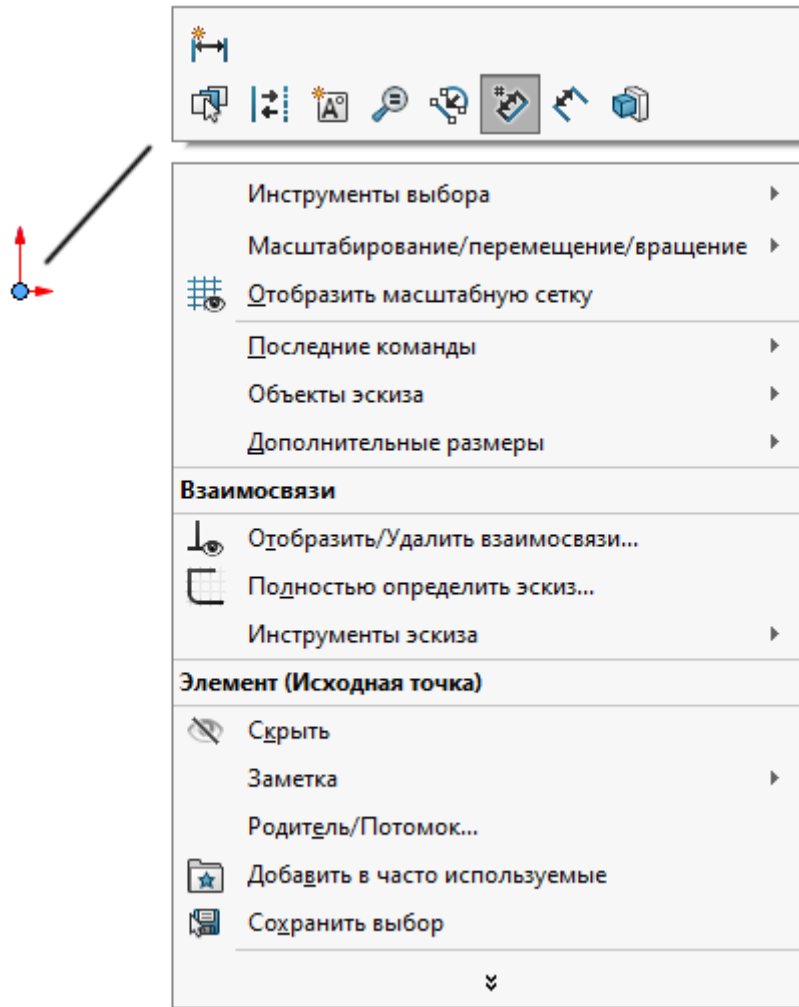 Инструменты выбора
Масштабирование/перемещение/вращение
Отобразить масштабную сетку
Последние команды
Объекты эскиза
Дополнительные размеры
Взаимосвязи
Отобразить/Удалить взаимосвязи...
Полностью определить эскиз...
Инструменты эскиза
Элемент (Исходная точка)
Скрыть
Заметка
Родитель/Потомок...
Добавить в часто используемые
Сохранить выбор